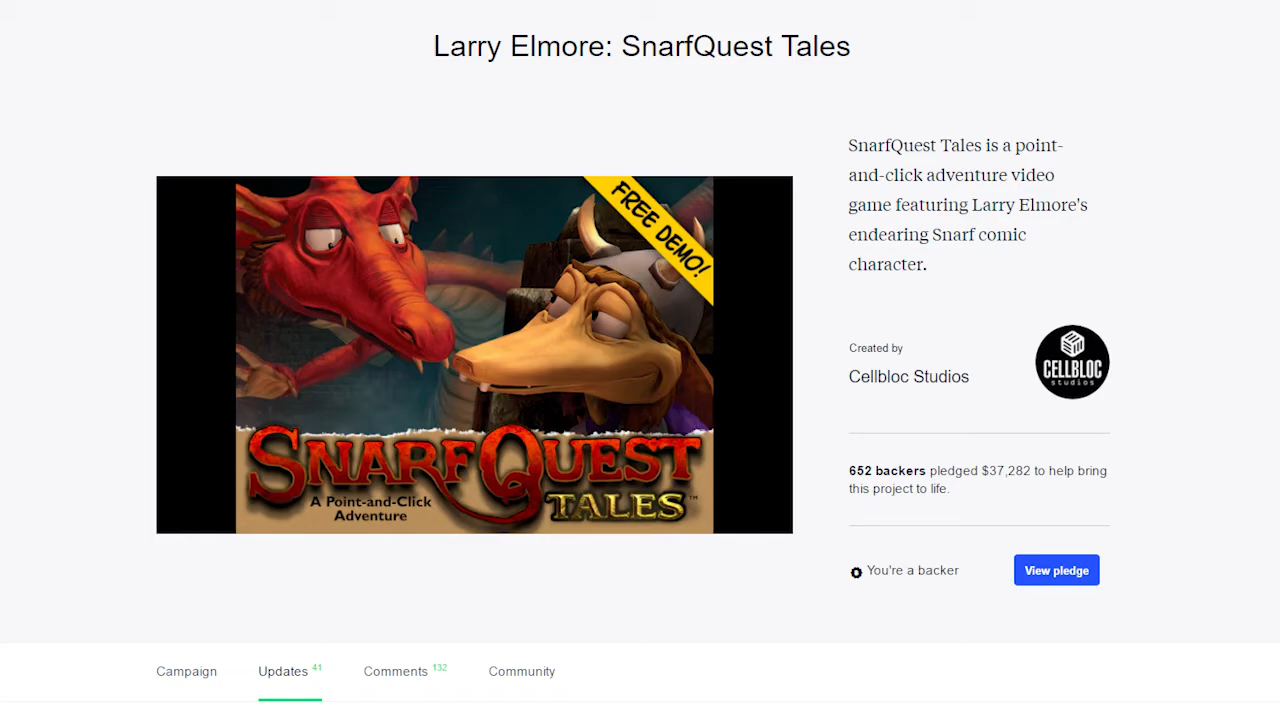 Larry Elmore: SnarfQuest Tales
SnarfQuest Tales is a point-
and-click adventure video
game featuring Larry Elmore's
endearing Snarf comic
character.
FREE DEMO!
SNARFQUEST
TALES™
A Point-and-Click
Adventure
Created by
Cellbloc Studios
CELLBLOC
studios
652 backers pledged $37,282 to help bring
this project to life.
You're a backer
View pledge
Campaign
Updates 41
Comments 132
Community